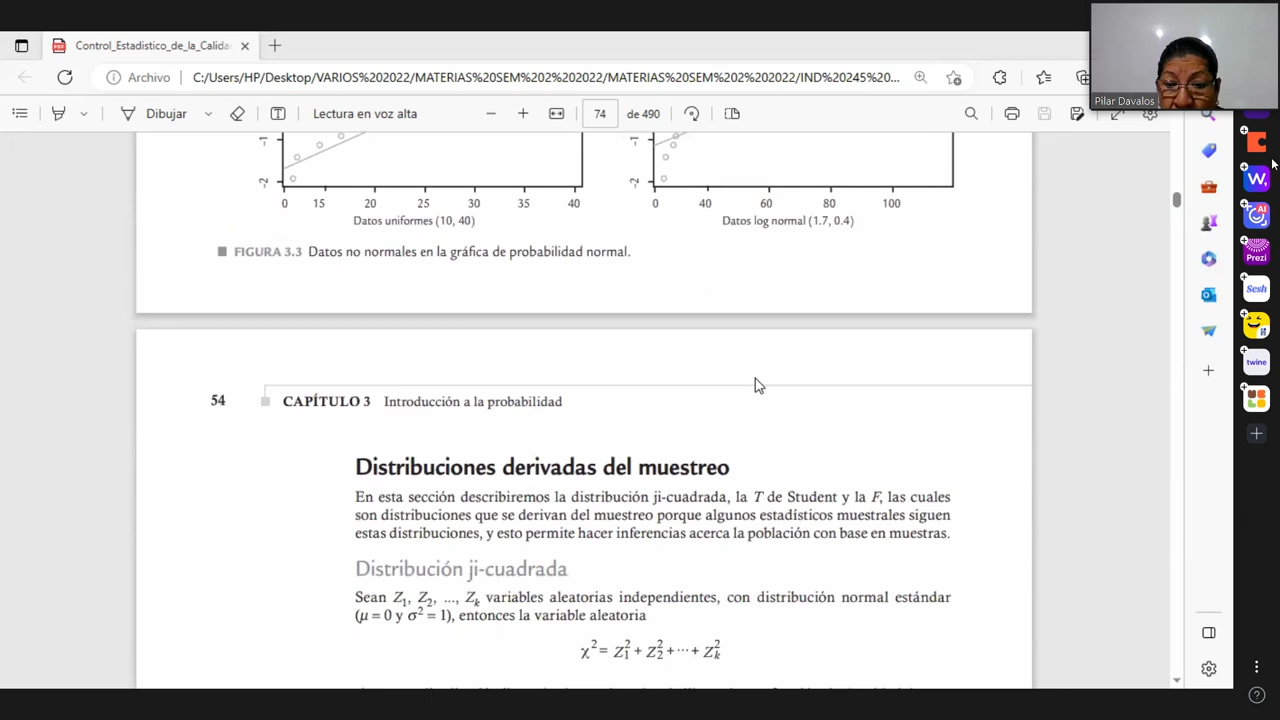 Control_Estadistico_de_la_Calida
Archivo C:/Users/HP/Desktop/VARIOS%202022/MATERIAS%20SEM%202%202022/MATERIAS%20SEM%202%202022/IND%20245%20...
Pilar Davalos
Dibujar Lectura en voz alta 74 de 490
-1 -1
-2 -2
0 15 20 25 30 35 40 0 40 60 80 100
Datos uniformes (10, 40) Datos log normal (1.7, 0.4)
FIGURA 3.3 Datos no normales en la gráfica de probabilidad normal.
54 CAPÍTULO 3 Introducción a la probabilidad
Distribuciones derivadas del muestreo
En esta sección describiremos la distribución ji-cuadrada, la T de Student y la F, las cuales
son distribuciones que se derivan del muestreo porque algunos estadísticos muestrales siguen
estas distribuciones, y esto permite hacer inferencias acerca la población con base en muestras.
Distribución ji-cuadrada
Sean Z₁, Z₂, ..., Zₖ variables aleatorias independientes, con distribución normal estándar
(μ = 0 y σ² = 1), entonces la variable aleatoria
χ² = Z₁² + Z₂² + ··· + Zₖ²
W,
AI
Prezi
Sesh
twine